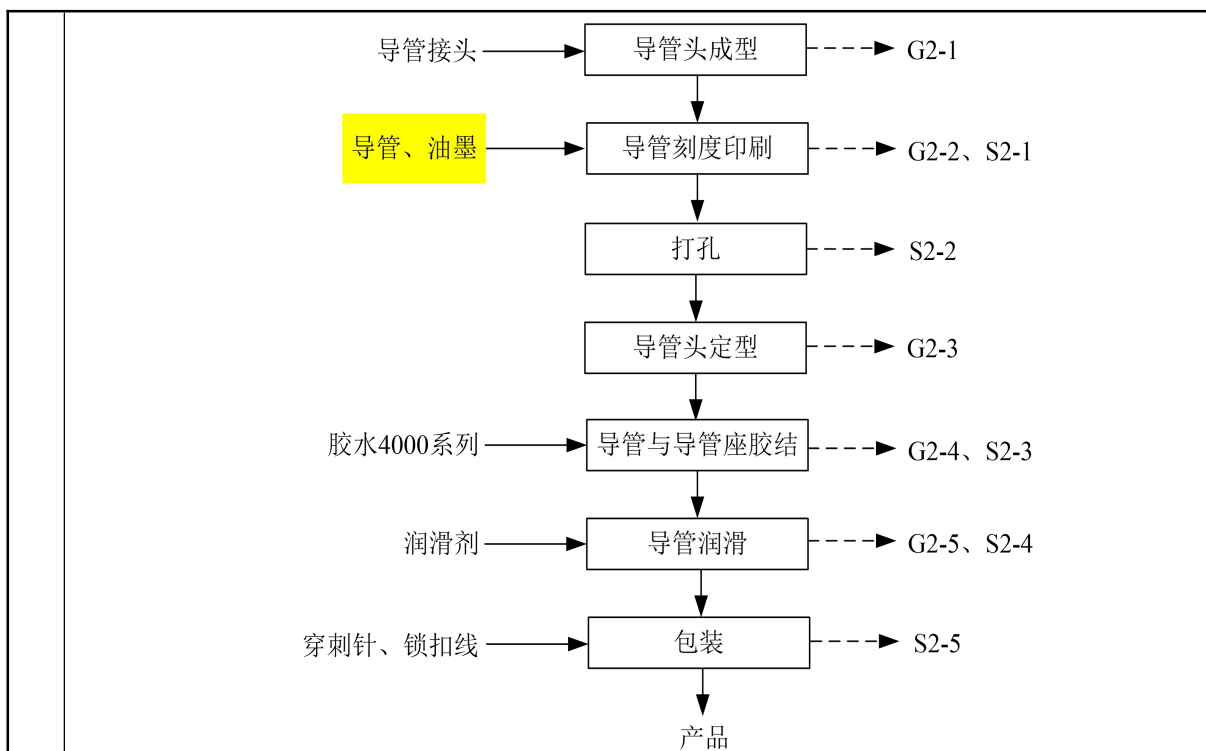 导管接头 导管头成型 G2-1
导管、油墨 导管刻度印刷 G2-2、S2-1
打孔 S2-2
导管头定型 G2-3
胶水4000系列 导管与导管座胶结 G2-4、S2-3
润滑剂 导管润滑 G2-5、S2-4
穿刺针、锁扣线 包装 S2-5
产品